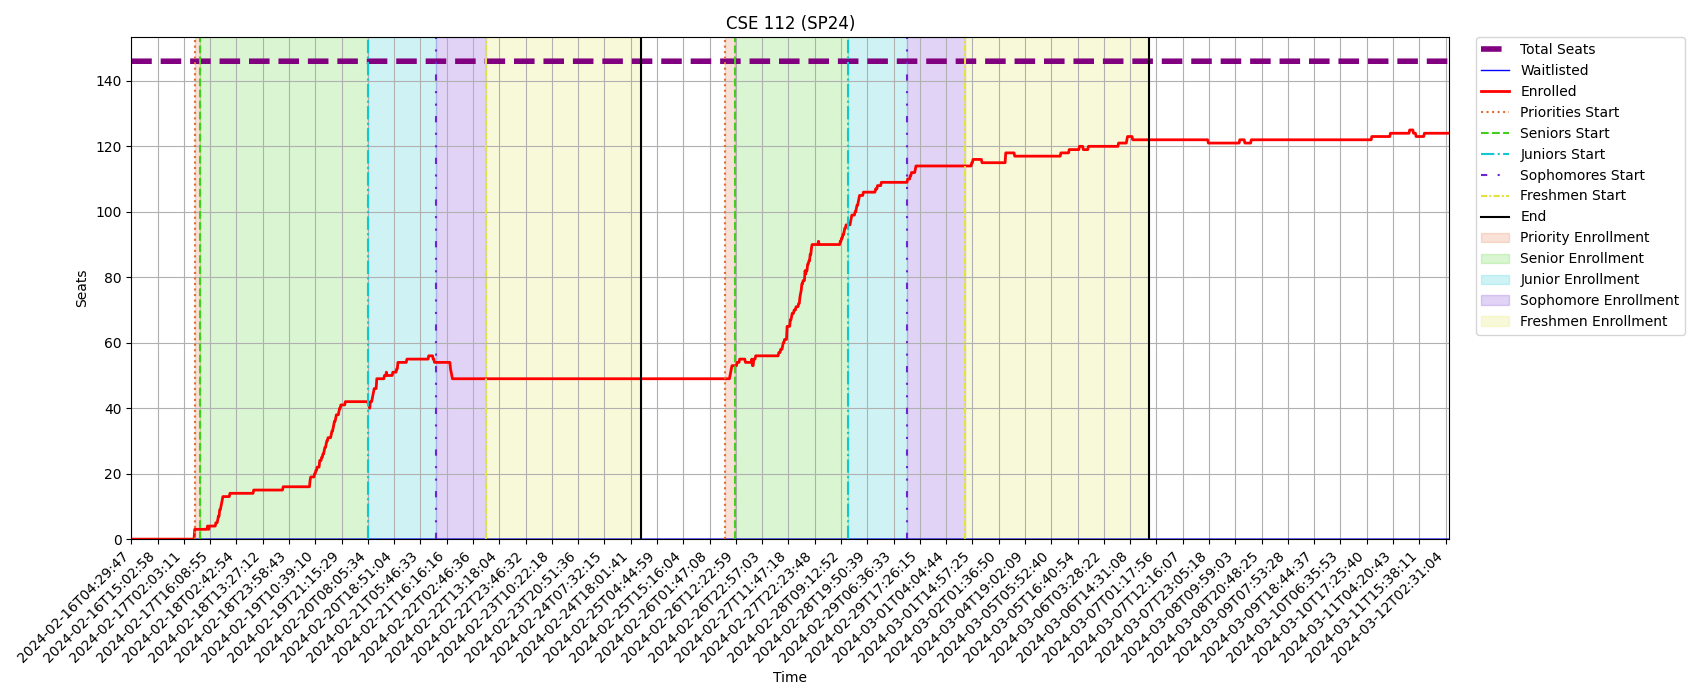 CSE 112 (SP24)
Seats
140
120
100
80
60
40
20
0
2024-02-16T04:29:47
2024-02-16T15:02:58
2024-02-17T02:03:11
2024-02-17T16:08:55
2024-02-18T02:42:54
2024-02-18T13:27:12
2024-02-18T23:58:43
2024-02-19T10:39:10
2024-02-19T21:15:29
2024-02-20T08:05:34
2024-02-20T18:51:04
2024-02-21T05:46:33
2024-02-21T16:16:16
2024-02-22T02:46:36
2024-02-22T13:18:04
2024-02-22T23:46:32
2024-02-23T10:22:18
2024-02-23T20:51:36
2024-02-24T07:32:15
2024-02-24T18:01:41
2024-02-25T04:44:59
2024-02-25T15:16:04
2024-02-26T01:47:08
2024-02-26T12:22:59
2024-02-26T22:57:03
2024-02-27T11:47:18
2024-02-27T22:23:48
2024-02-28T09:12:52
2024-02-28T19:50:39
2024-02-29T06:36:33
2024-02-29T17:26:15
2024-03-01T04:04:44
2024-03-01T14:57:25
2024-03-02T01:36:50
2024-03-04T19:02:09
2024-03-05T05:52:40
2024-03-05T16:40:54
2024-03-06T03:28:22
2024-03-06T14:31:08
2024-03-07T01:17:56
2024-03-07T12:16:07
2024-03-07T23:05:18
2024-03-08T09:59:03
2024-03-08T20:48:25
2024-03-09T07:53:28
2024-03-09T18:44:37
2024-03-10T06:35:53
2024-03-10T17:25:40
2024-03-11T04:20:43
2024-03-11T15:38:11
2024-03-12T02:31:04
Time
Total Seats
Waitlisted
Enrolled
Priorities Start
Seniors Start
Juniors Start
Sophomores Start
Freshmen Start
End
Priority Enrollment
Senior Enrollment
Junior Enrollment
Sophomore Enrollment
Freshmen Enrollment